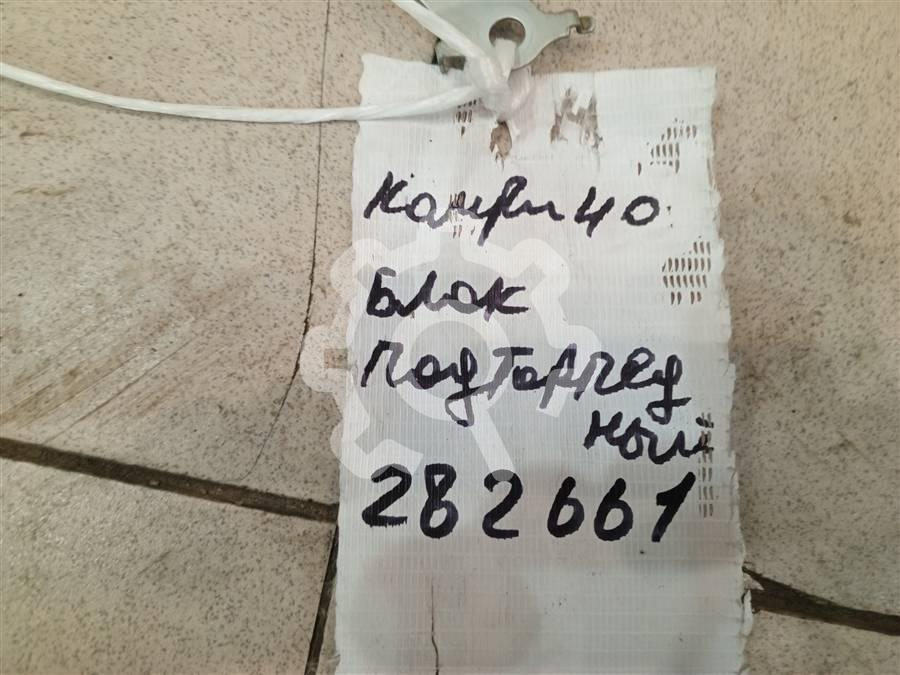 Камри 40
Блок
Подторпед
ный
282661